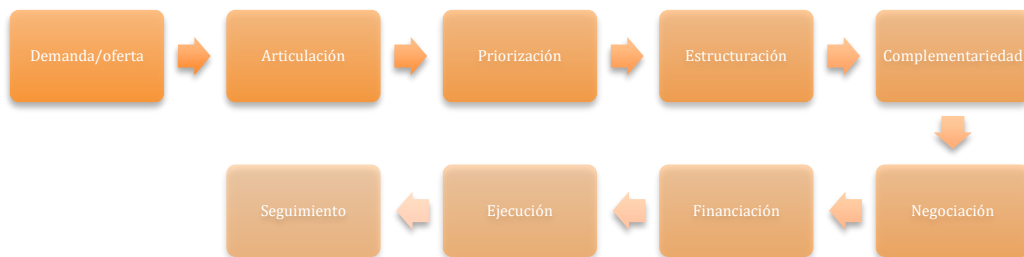 Demanda/oferta
Articulación
Priorización
Estructuración
Complementariedad
Negociación
Financiación
Ejecución
Seguimiento